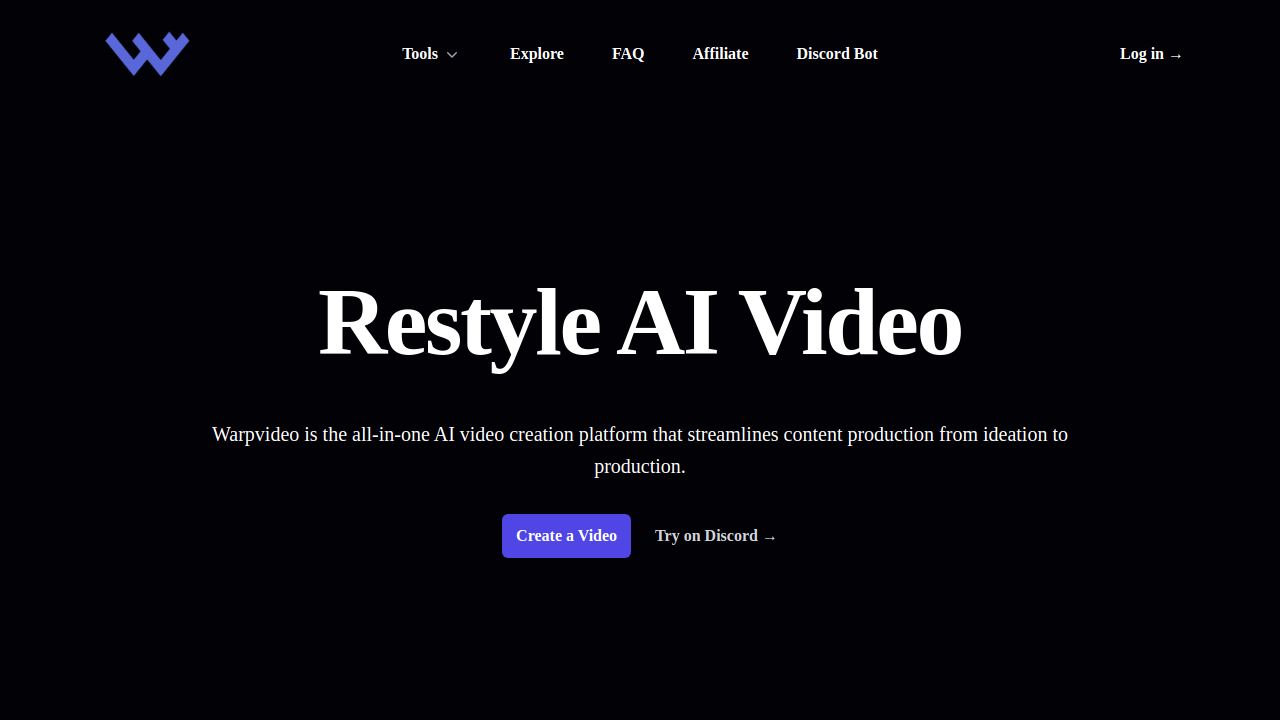 Tools
Explore
FAQ
Affiliate
Discord Bot
Log in →
Restyle AI Video
Warpvideo is the all-in-one AI video creation platform that streamlines content production from ideation to
production.
Create a Video
Try on Discord →